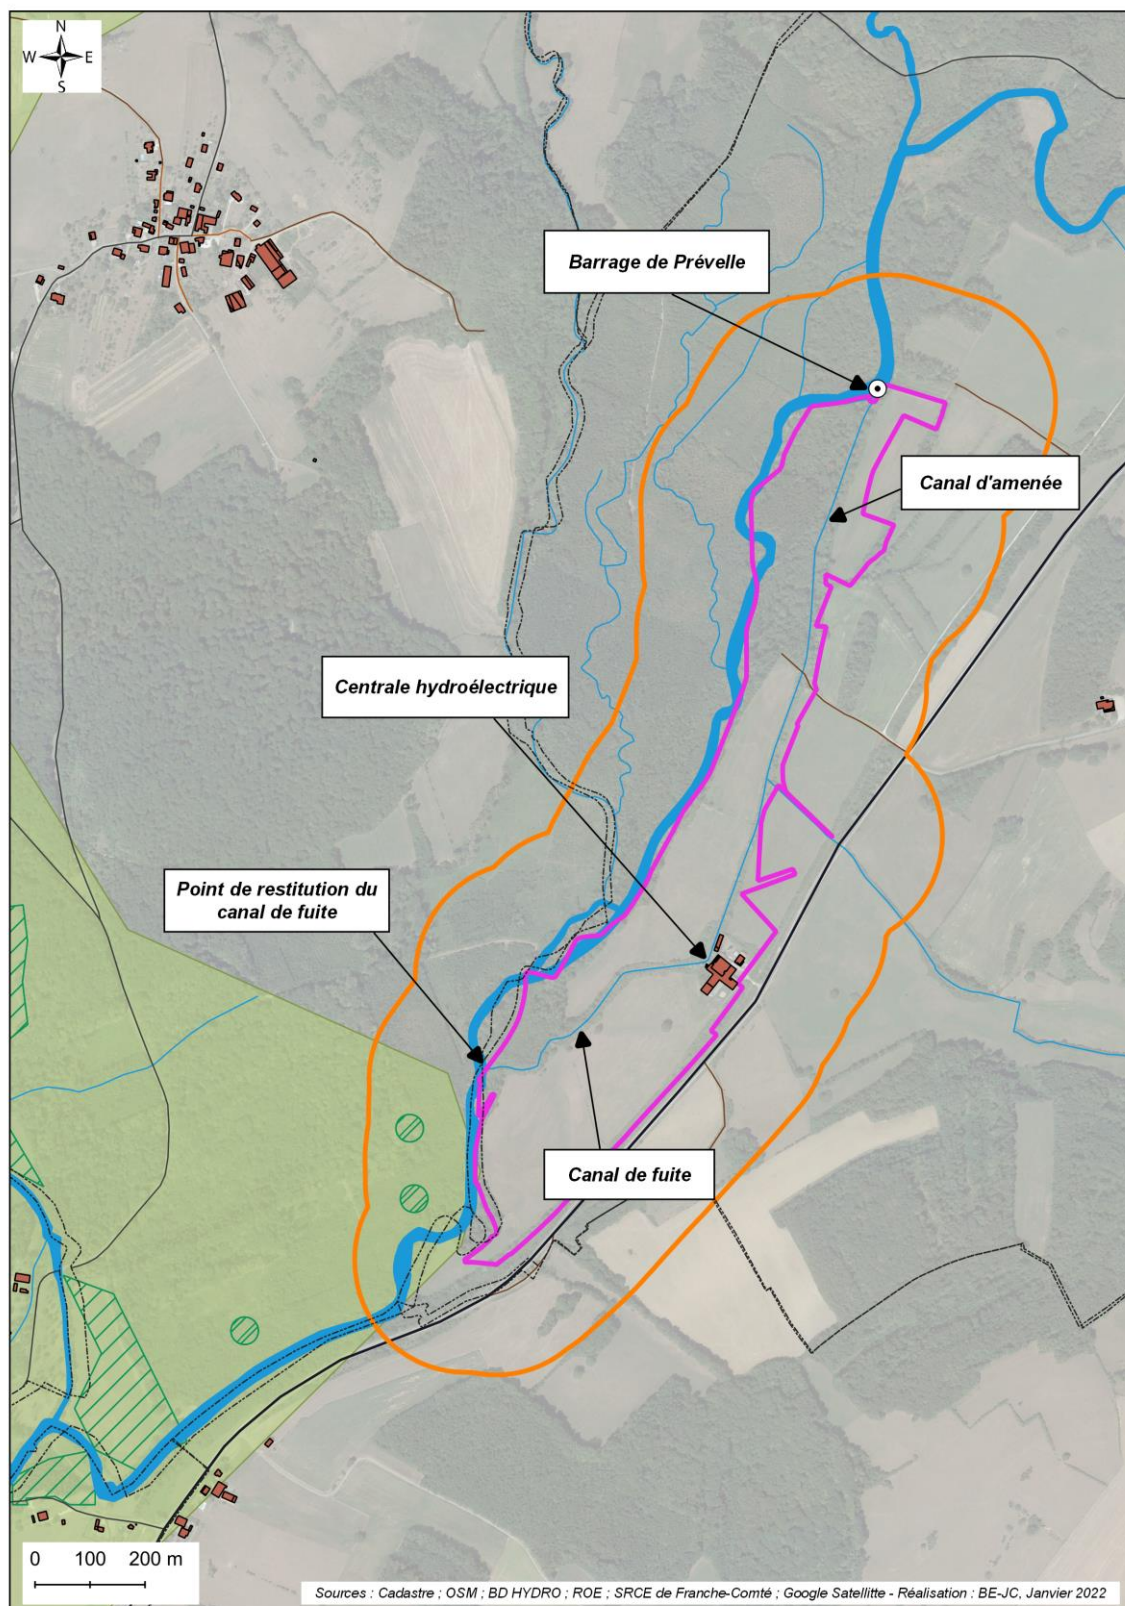 N
W E
S
Barrage de Prévelle
Canal d'amenée
Centrale hydroélectrique
Point de restitution du
canal de fuite
Canal de fuite
0 100 200 m
Sources : Cadastre ; OSM ; BD HYDRO ; ROE ; SRCE de Franche-Comté ; Google Satellitte - Réalisation : BE-JC, Janvier 2022